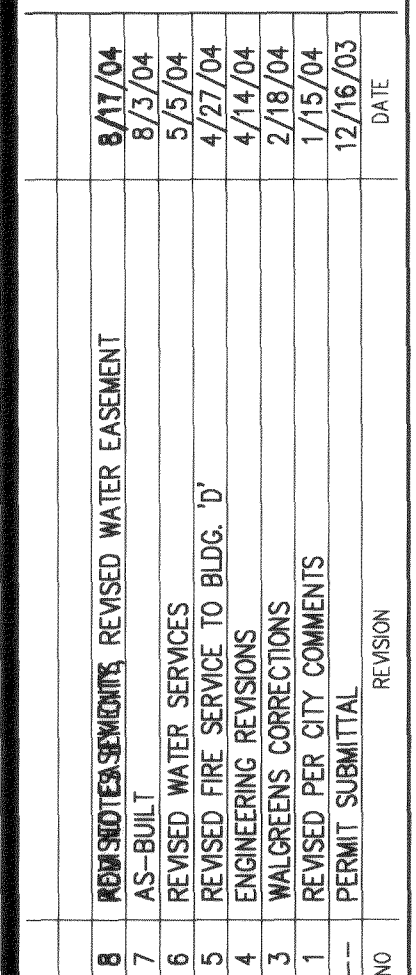 8 REVISED WATER EASEMENT 8/17/04
7 AS-BUILT 8/3/04
6 REVISED WATER SERVICES 5/5/04
5 REVISED FIRE SERVICE TO BLDG. 'D' 4/27/04
4 ENGINEERING REVISIONS 4/14/04
3 WALGREENS CORRECTIONS 2/18/04
1 REVISED PER CITY COMMENTS 1/15/04
-- PERMIT SUBMITTAL 12/16/03
NO REVISION DATE